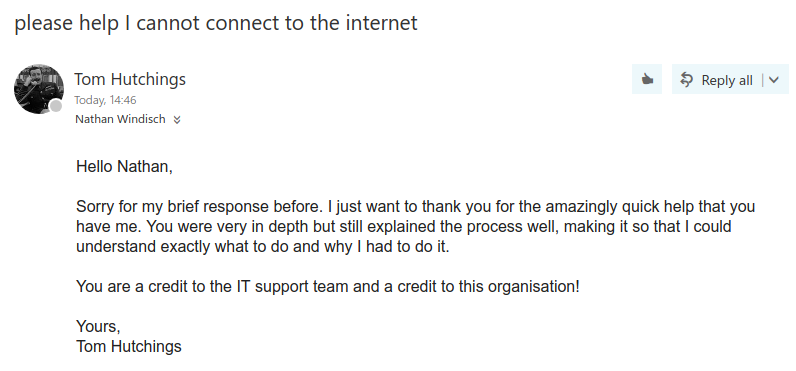 please help I cannot connect to the internet
Tom Hutchings
Today, 14:46
Nathan Windisch
Reply all
Hello Nathan,
Sorry for my brief response before. I just want to thank you for the amazingly quick help that you
have me. You were very in depth but still explained the process well, making it so that I could
understand exactly what to do and why I had to do it.
You are a credit to the IT support team and a credit to this organisation!
Yours,
Tom Hutchings